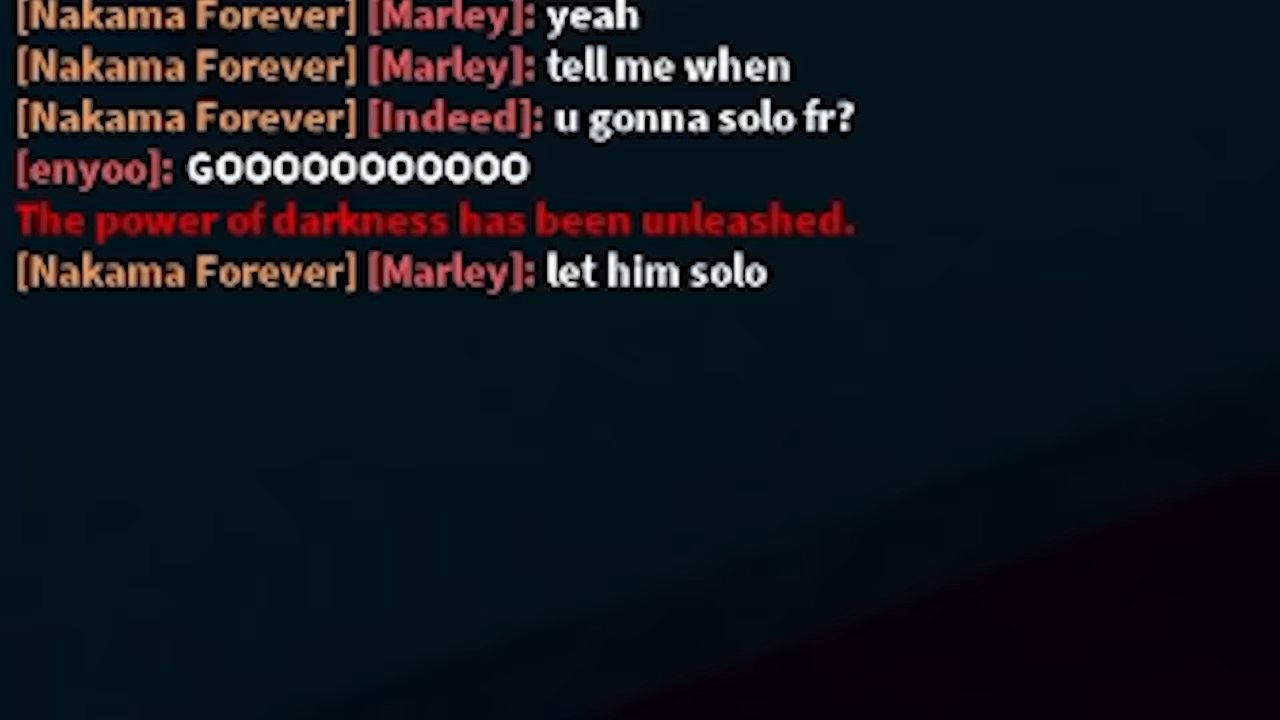 [Nakama Forever] [Marley]: yeah
[Nakama Forever] [Marley]: tell me when
[Nakama Forever] [Indeed]: u gonna solo fr?
[enyoo]: GOOOOOOOOOOO
The power of darkness has been unleashed.
[Nakama Forever] [Marley]: let him solo